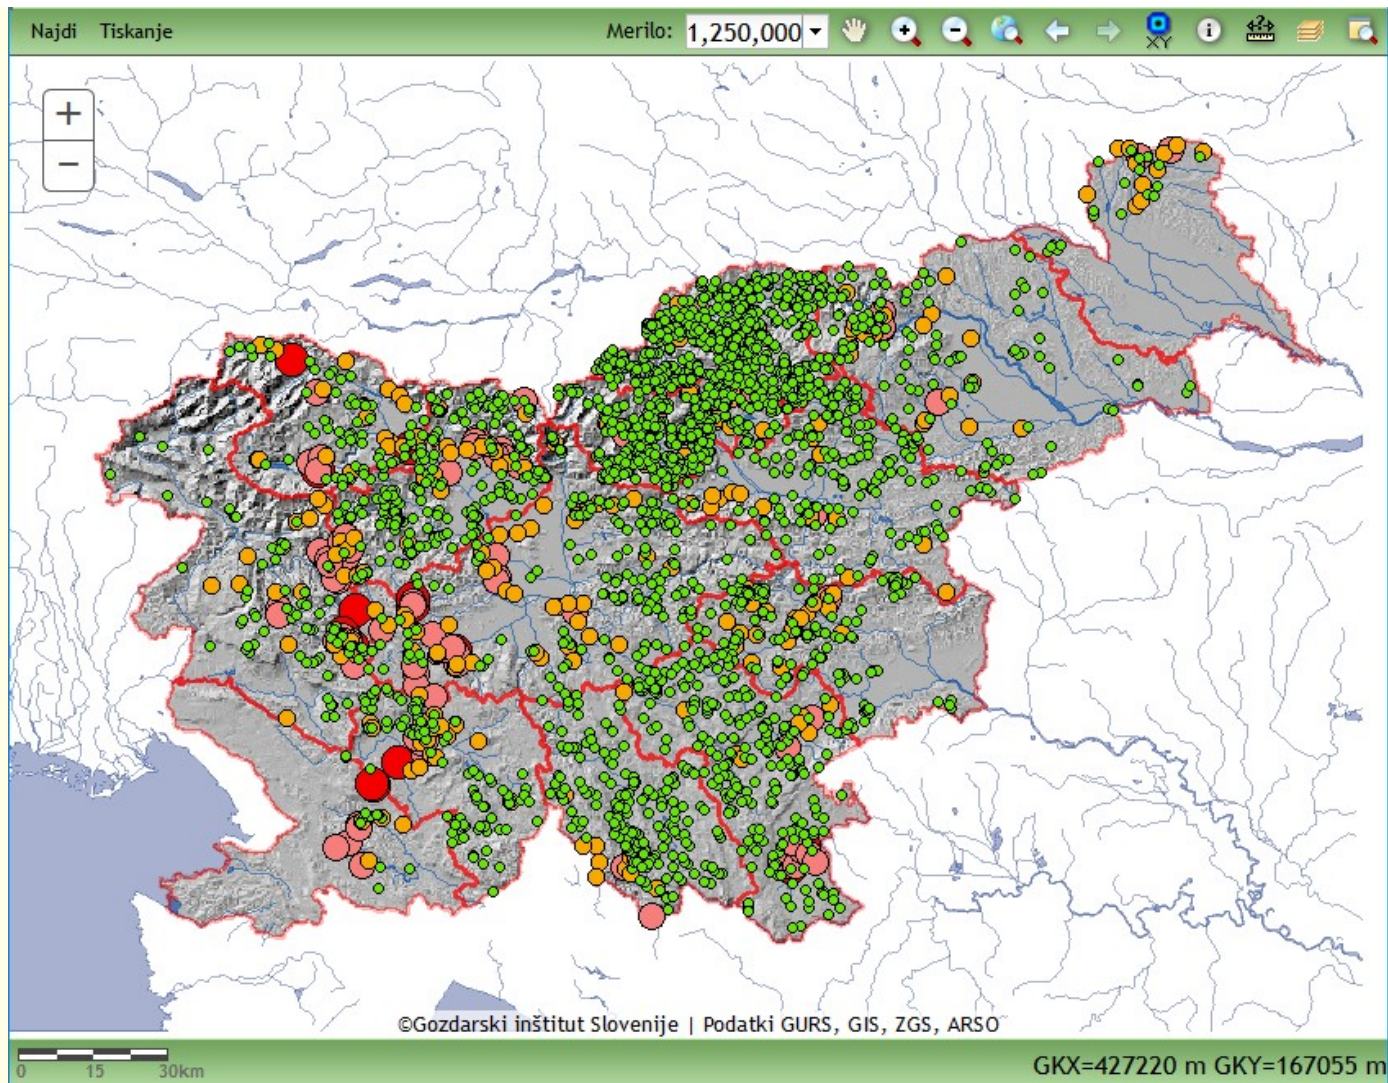 Najdi Tiskanje Merilo: 1,250,000 XY
+
−
©Gozdarski inštitut Slovenije | Podatki GURS, GIS, ZGS, ARSO
0 15 30km GKX=427220 m GKY=167055 m